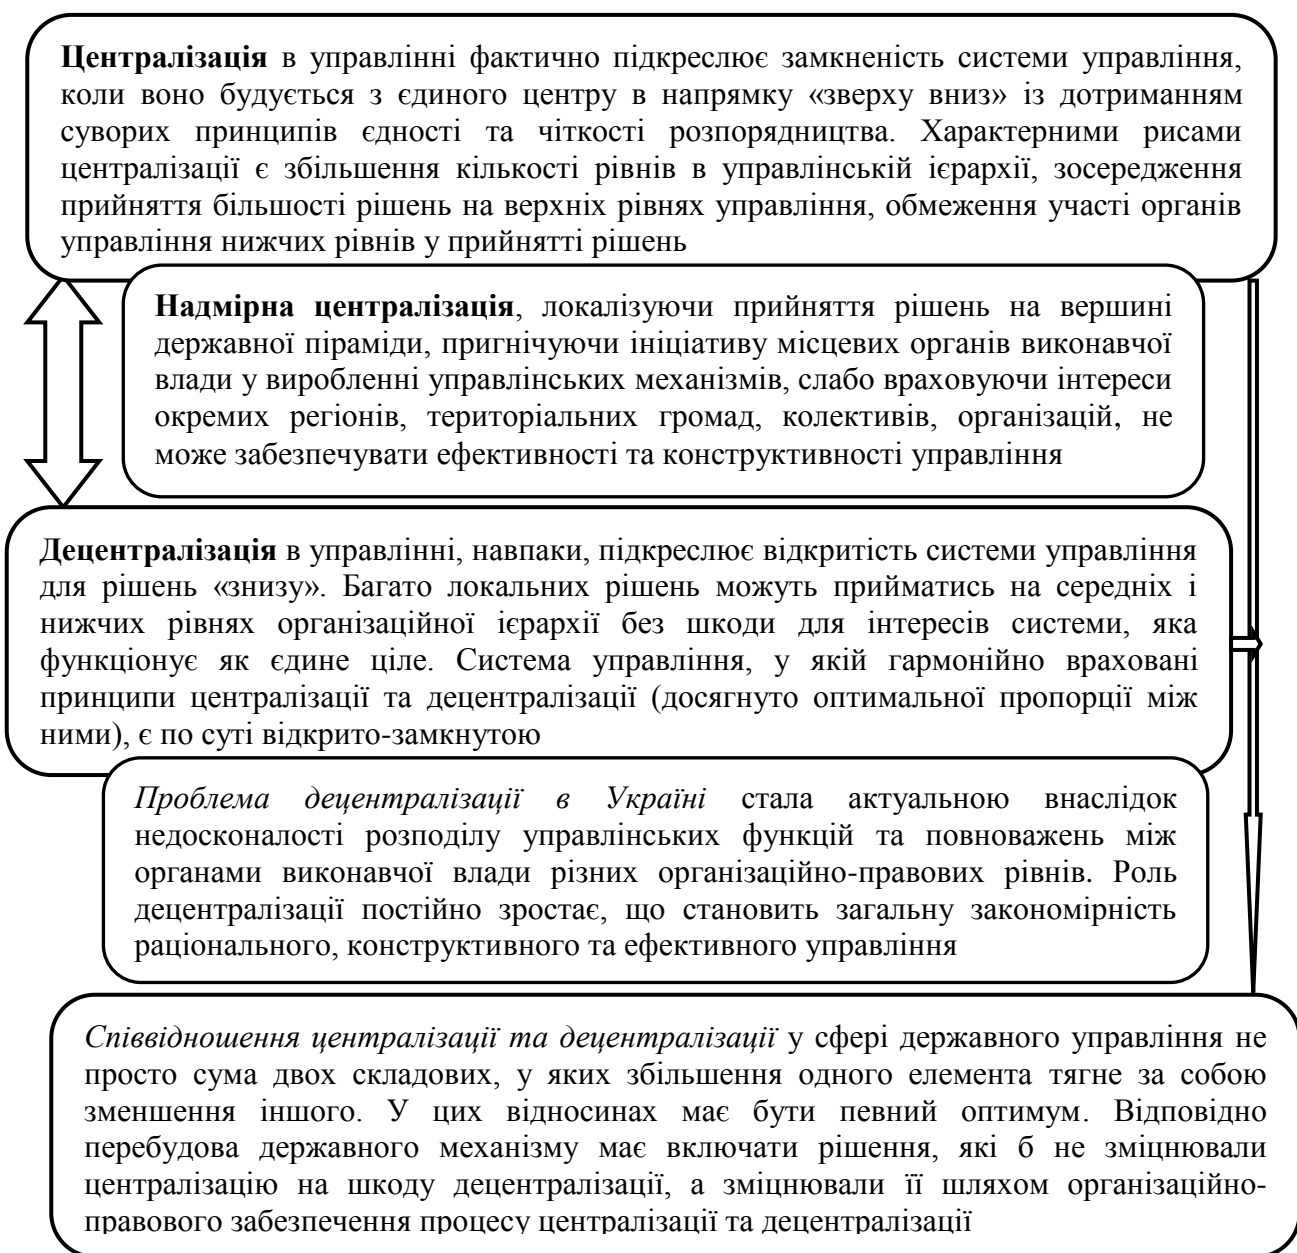 Централізація в управлінні фактично підкреслює замкненість системи управління,
коли воно будується з єдиного центру в напрямку «зверху вниз» із дотриманням
суворих принципів єдності та чіткості розпорядництва. Характерними рисами
централізації є збільшення кількості рівнів в управлінській ієрархії, зосередження
прийняття більшості рішень на верхніх рівнях управління, обмеження участі органів
управління нижчих рівнів у прийнятті рішень
Надмірна централізація, локалізуючи прийняття рішень на вершині
державної піраміди, пригнічуючи ініціативу місцевих органів виконавчої
влади у виробленні управлінських механізмів, слабо враховуючи інтереси
окремих регіонів, територіальних громад, колективів, організацій, не
може забезпечувати ефективності та конструктивності управління
Децентралізація в управлінні, навпаки, підкреслює відкритість системи управління
для рішень «знизу». Багато локальних рішень можуть прийматись на середніх і
нижчих рівнях організаційної ієрархії без шкоди для інтересів системи, яка
функціонує як єдине ціле. Система управління, у якій гармонійно враховані
принципи централізації та децентралізації (досягнуто оптимальної пропорції між
ними), є по суті відкрито-замкнутою
Проблема децентралізації в Україні стала актуальною внаслідок
недосконалості розподілу управлінських функцій та повноважень між
органами виконавчої влади різних організаційно-правових рівнів. Роль
децентралізації постійно зростає, що становить загальну закономірність
раціонального, конструктивного та ефективного управління
Співвідношення централізації та децентралізації у сфері державного управління не
просто сума двох складових, у яких збільшення одного елемента тягне за собою
зменшення іншого. У цих відносинах має бути певний оптимум. Відповідно
перебудова державного механізму має включати рішення, які б не зміцнювали
централізацію на шкоду децентралізації, а зміцнювали її шляхом організаційно-
правового забезпечення процесу централізації та децентралізації